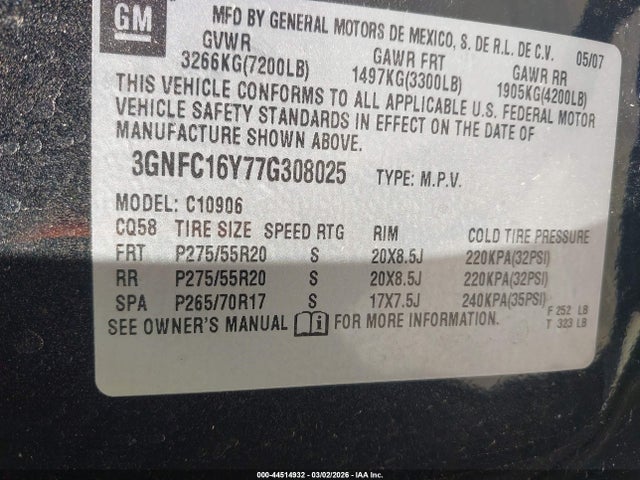 GM
MFD BY GENERAL MOTORS DE MEXICO, S. DE R.L. DE C.V.
05/07
GVWR GAWR FRT GAWR RR
3266KG(7200LB) 1497KG(3300LB) 1905KG(4200LB)
THIS VEHICLE CONFORMS TO ALL APPLICABLE U.S. FEDERAL MOTOR
VEHICLE SAFETY STANDARDS IN EFFECT ON THE DATE OF
MANUFACTURE SHOWN ABOVE.
3GNFC16Y77G308025 TYPE: M.P.V.
MODEL: C10906
CQ58 TIRE SIZE SPEED RTG RIM COLD TIRE PRESSURE
FRT P275/55R20 S 20X8.5J 220KPA(32PSI)
RR P275/55R20 S 20X8.5J 220KPA(32PSI)
SPA P265/70R17 S 17X7.5J 240KPA(35PSI)
F 252 LB
SEE OWNER'S MANUAL FOR MORE INFORMATION.
T 323 LB
000-44514932 - 03/02/2026 - IAA Inc.